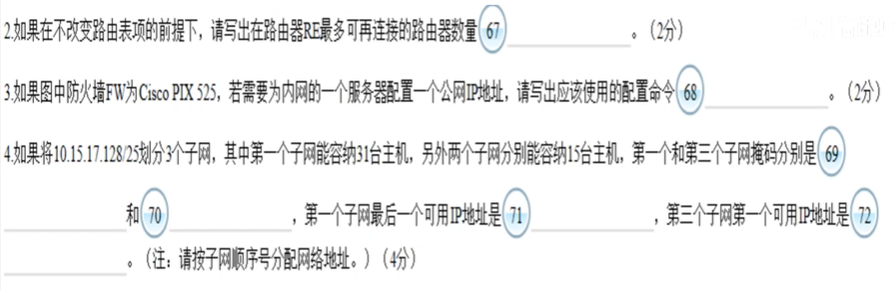 2.如果在不改变路由表项的前提下，请写出在路由器RE最多可再连接的路由器数量 67 ____________。（2分）
3.如果图中防火墙FW为Cisco PIX 525，若需要为内网的一个服务器配置一个公网IP地址，请写出应该使用的配置命令 68 ____________。（2分）
4.如果将10.15.17.128/25划分3个子网，其中第一个子网能容纳31台主机，另外两个子网分别能容纳15台主机，第一个和第三个子网掩码分别是 69
____________和 70 ____________，第一个子网最后一个可用IP地址是 71 ____________，第三个子网第一个可用IP地址是 72
____________。（注：请按子网顺序号分配网络地址。）（4分）